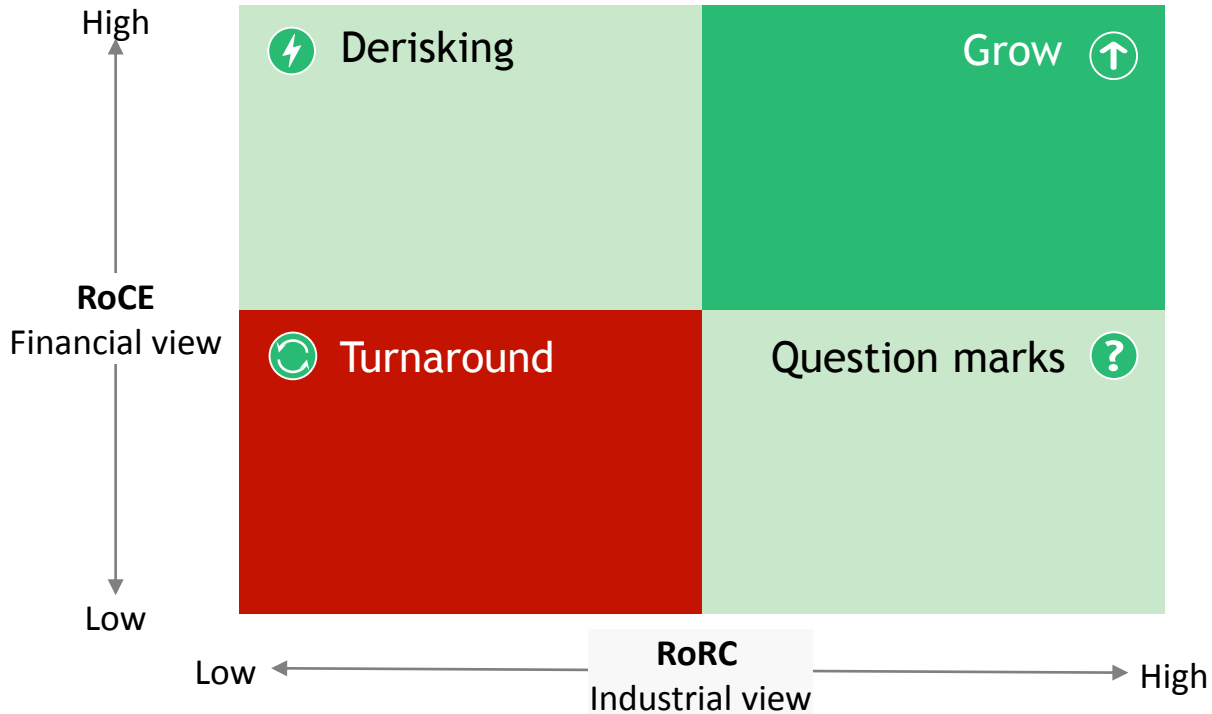 High
Derisking
Grow
RoCE
Financial view
Turnaround
Question marks
?
Low
Low
RoRC
Industrial view
High